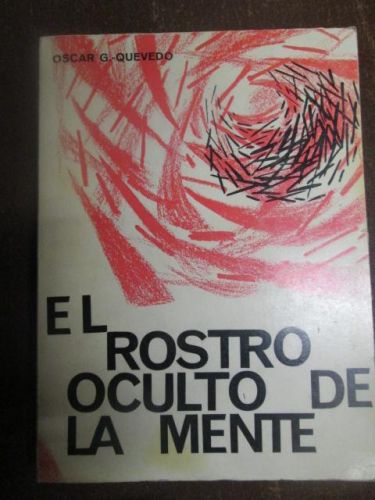 OSCAR G.-QUEVEDO
EL
ROSTRO
OCULTO DE
LA MENTE